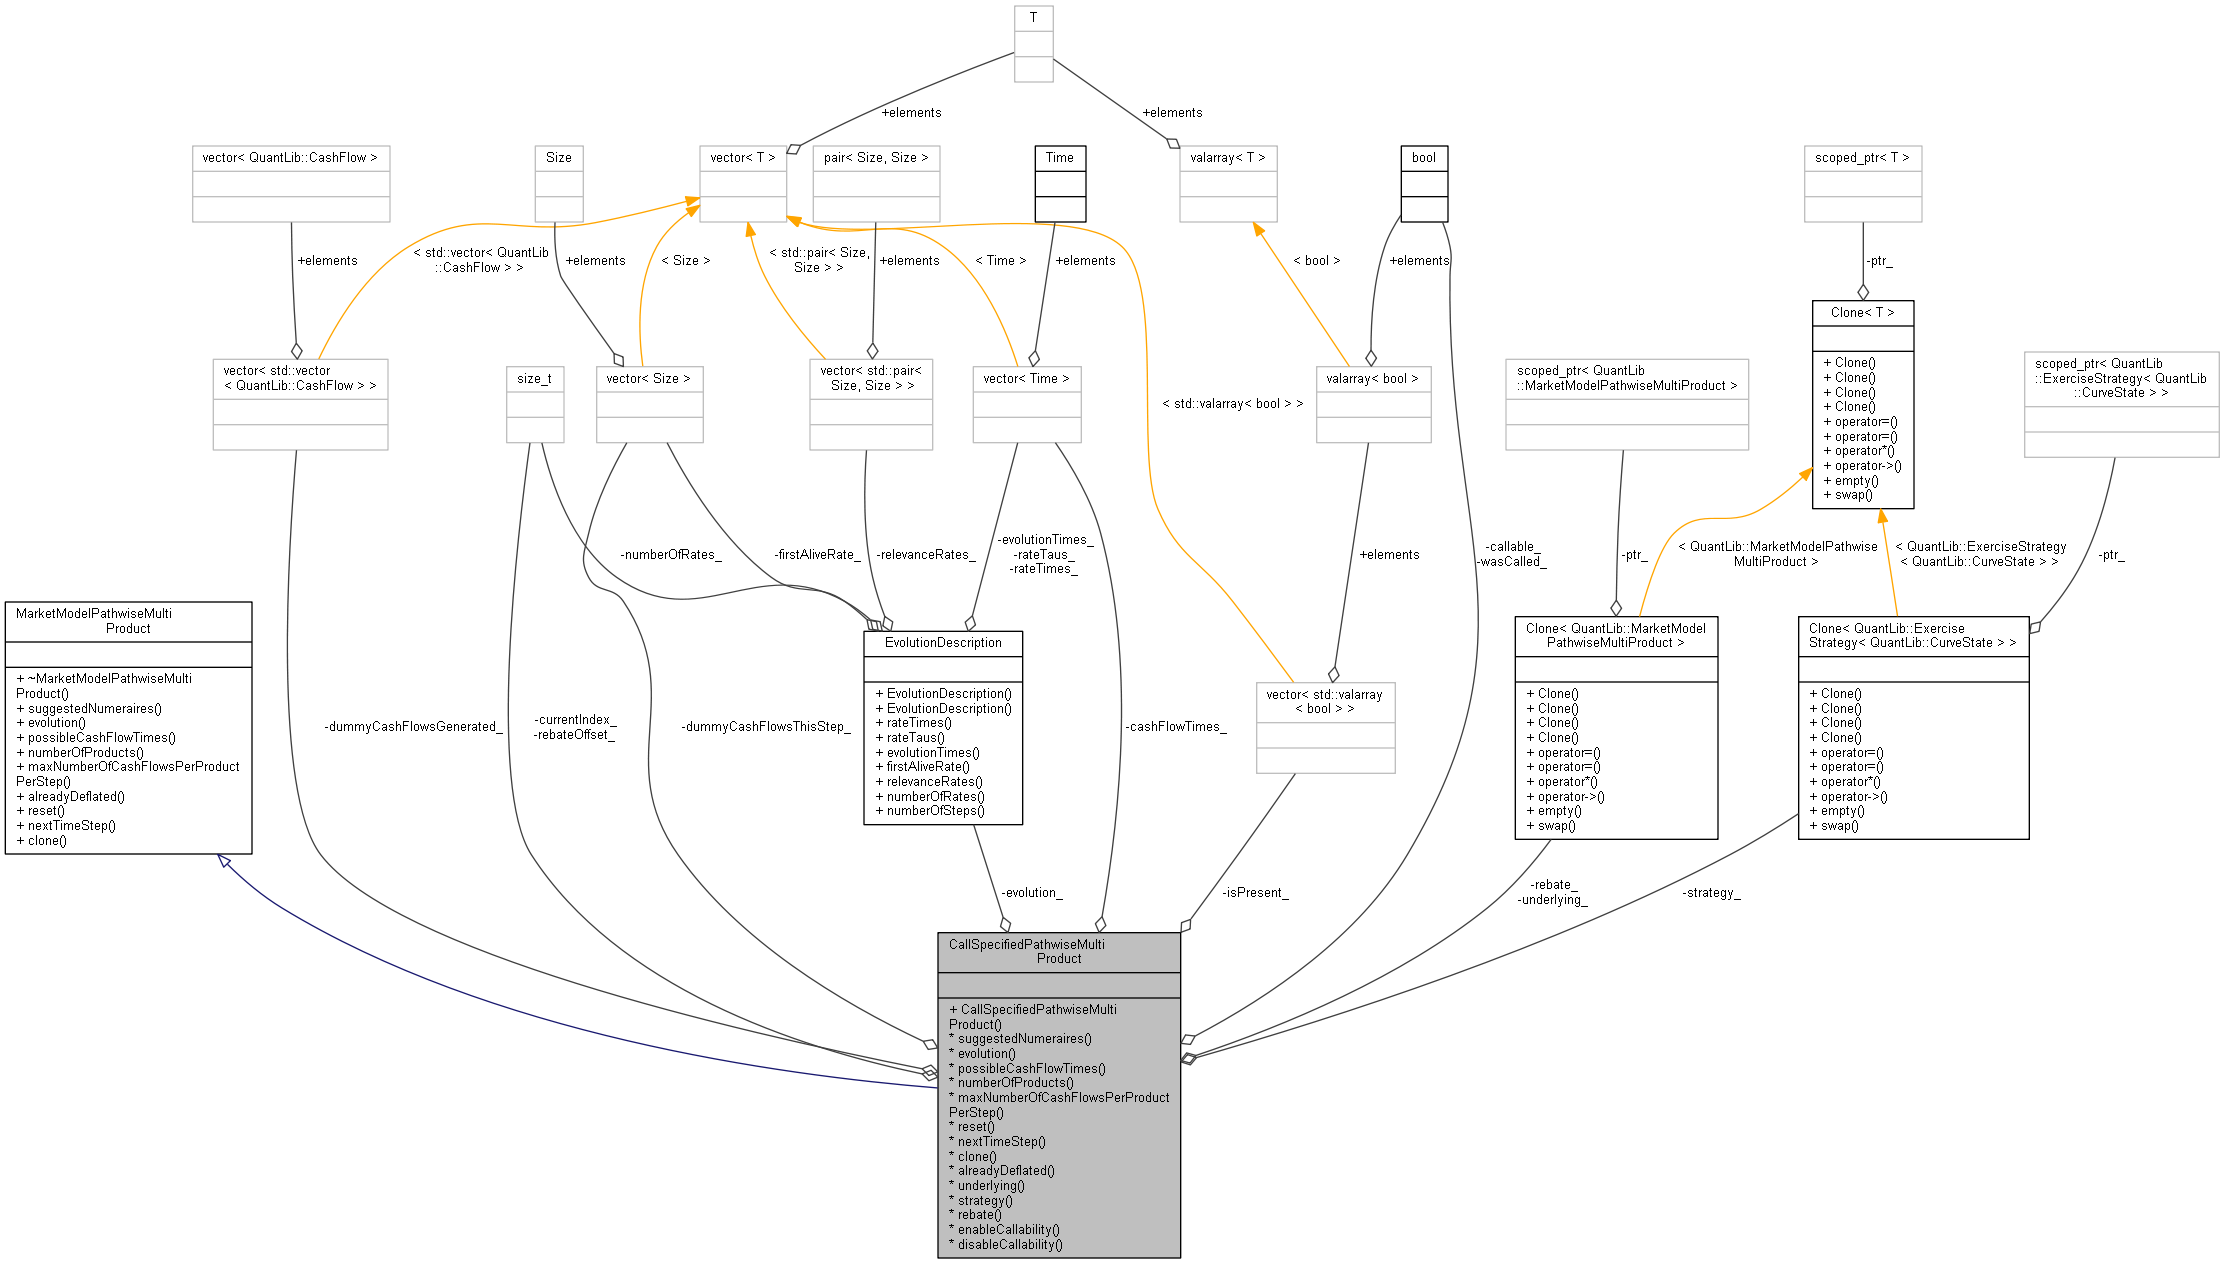 T
+elements
+elements
vector< QuantLib::CashFlow >
Size
vector< T >
pair< Size, Size >
Time
valarray< T >
bool
scoped_ptr< T >
+elements
< std::vector< QuantLib
::CashFlow > >
+elements
< Size >
< std::pair< Size,
Size > >
+elements
< Time >
+elements
< bool >
+elements
-ptr_
vector< std::vector
< QuantLib::CashFlow > >
size_t
vector< Size >
vector< std::pair<
Size, Size > >
vector< Time >
< std::valarray< bool > >
valarray< bool >
scoped_ptr< QuantLib
::MarketModelPathwiseMultiProduct >
Clone< T >
+ Clone()
+ Clone()
+ Clone()
+ Clone()
+ operator=()
+ operator=()
+ operator*()
+ operator->()
+ empty()
+ swap()
scoped_ptr< QuantLib
::ExerciseStrategy< QuantLib
::CurveState > >
-numberOfRates_
-firstAliveRate_
-relevanceRates_
-evolutionTimes_
-rateTaus_
-rateTimes_
+elements
-callable_
-wasCalled_
-ptr_
< QuantLib::MarketModelPathwise
MultiProduct >
< QuantLib::ExerciseStrategy
< QuantLib::CurveState > >
-ptr_
MarketModelPathwiseMulti
Product
+ ~MarketModelPathwiseMulti
Product()
+ suggestedNumeraires()
+ evolution()
+ possibleCashFlowTimes()
+ numberOfProducts()
+ maxNumberOfCashFlowsPerProduct
PerStep()
+ alreadyDeflated()
+ reset()
+ nextTimeStep()
+ clone()
-dummyCashFlowsGenerated_
-currentIndex_
-rebateOffset_
-dummyCashFlowsThisStep_
EvolutionDescription
+ EvolutionDescription()
+ EvolutionDescription()
+ rateTimes()
+ rateTaus()
+ evolutionTimes()
+ firstAliveRate()
+ relevanceRates()
+ numberOfRates()
+ numberOfSteps()
-cashFlowTimes_
vector< std::valarray
< bool > >
Clone< QuantLib::MarketModel
PathwiseMultiProduct >
+ Clone()
+ Clone()
+ Clone()
+ Clone()
+ operator=()
+ operator=()
+ operator*()
+ operator->()
+ empty()
+ swap()
Clone< QuantLib::Exercise
Strategy< QuantLib::CurveState > >
+ Clone()
+ Clone()
+ Clone()
+ Clone()
+ operator=()
+ operator=()
+ operator*()
+ operator->()
+ empty()
+ swap()
-evolution_
-isPresent_
-rebate_
-underlying_
-strategy_
CallSpecifiedPathwiseMulti
Product
+ CallSpecifiedPathwiseMulti
Product()
* suggestedNumeraires()
* evolution()
* possibleCashFlowTimes()
* numberOfProducts()
* maxNumberOfCashFlowsPerProduct
PerStep()
* reset()
* nextTimeStep()
* clone()
* alreadyDeflated()
* underlying()
* strategy()
* rebate()
* enableCallability()
* disableCallability()